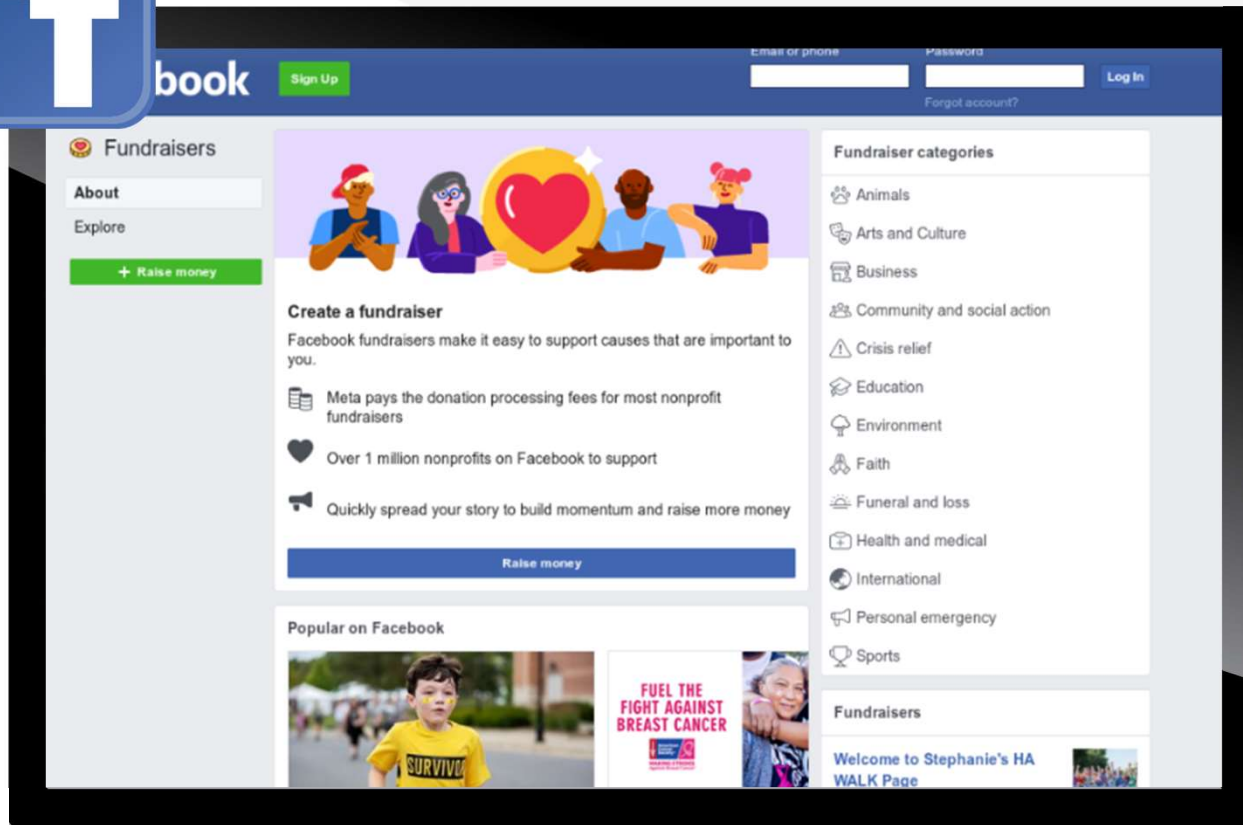 book
Sign Up
Email or phone
Password
Log In
Forgot account?
Fundraisers
About
Explore
+ Raise money
Create a fundraiser
Facebook fundraisers make it easy to support causes that are important to
you.
Meta pays the donation processing fees for most nonprofit
fundraisers
Over 1 million nonprofits on Facebook to support
Quickly spread your story to build momentum and raise more money
Raise money
Popular on Facebook
SURVIVOR
FUEL THE
FIGHT AGAINST
BREAST CANCER
Fundraiser categories
Animals
Arts and Culture
Business
Community and social action
Crisis relief
Education
Environment
Faith
Funeral and loss
Health and medical
International
Personal emergency
Sports
Fundraisers
Welcome to Stephanie's HA
WALK Page